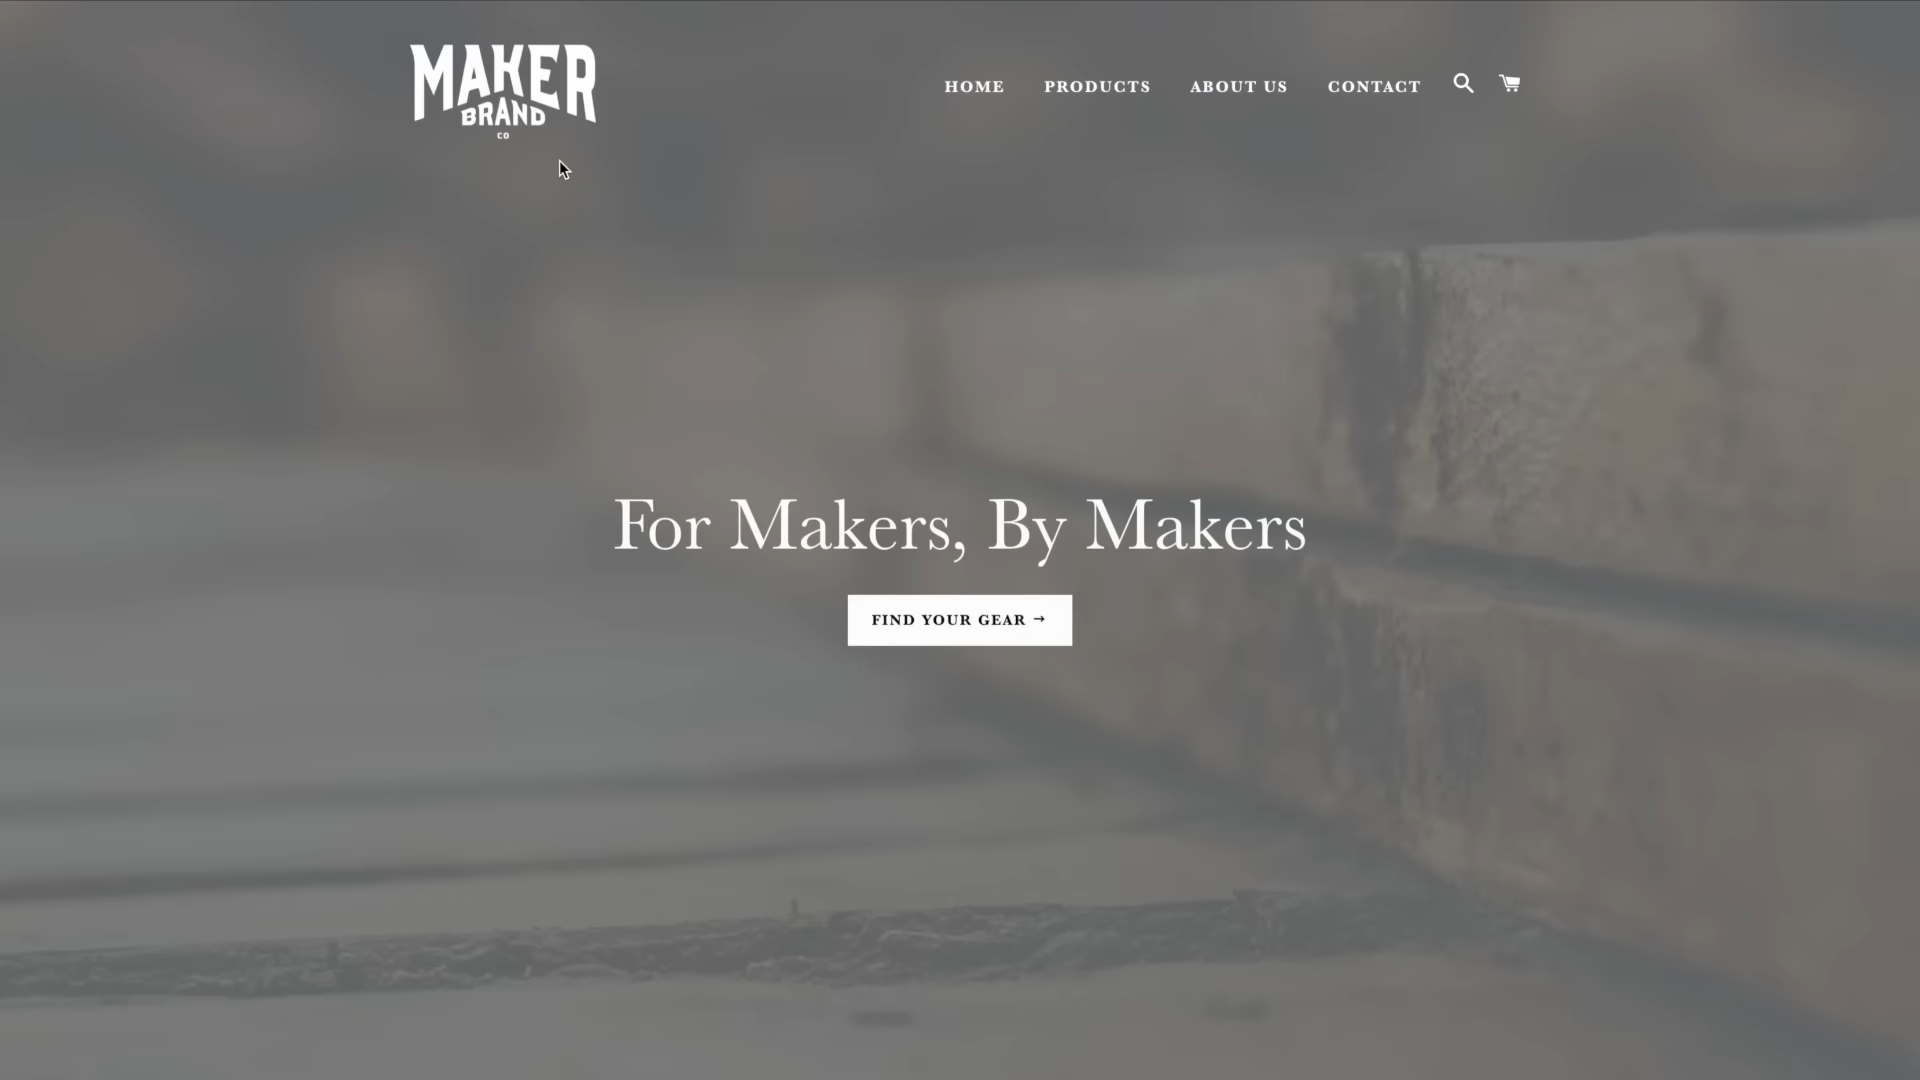 MAKER
BRAND
CO
HOME PRODUCTS ABOUT US CONTACT
For Makers, By Makers
FIND YOUR GEAR →